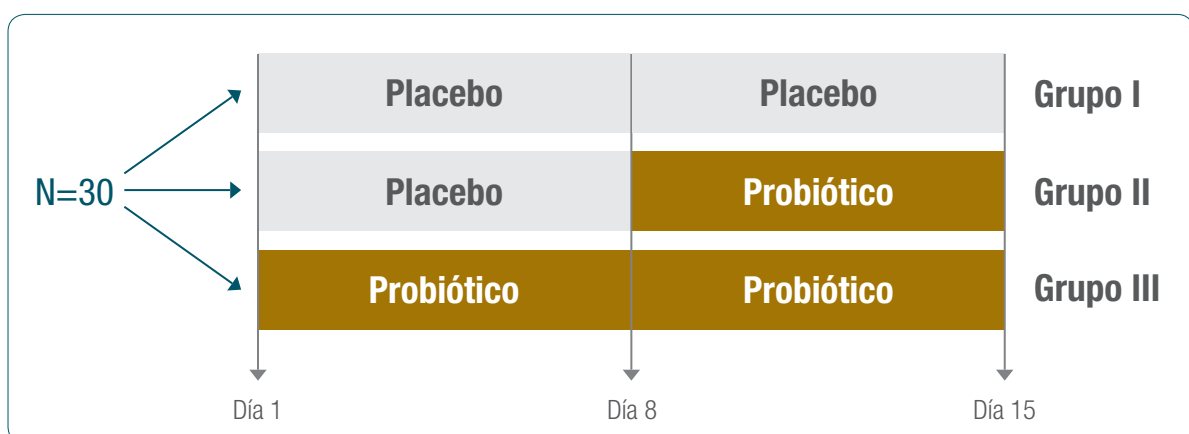 Placebo Placebo Grupo I
N=30 Placebo Probiótico Grupo II
Probiótico Probiótico Grupo III
Día 1 Día 8 Día 15